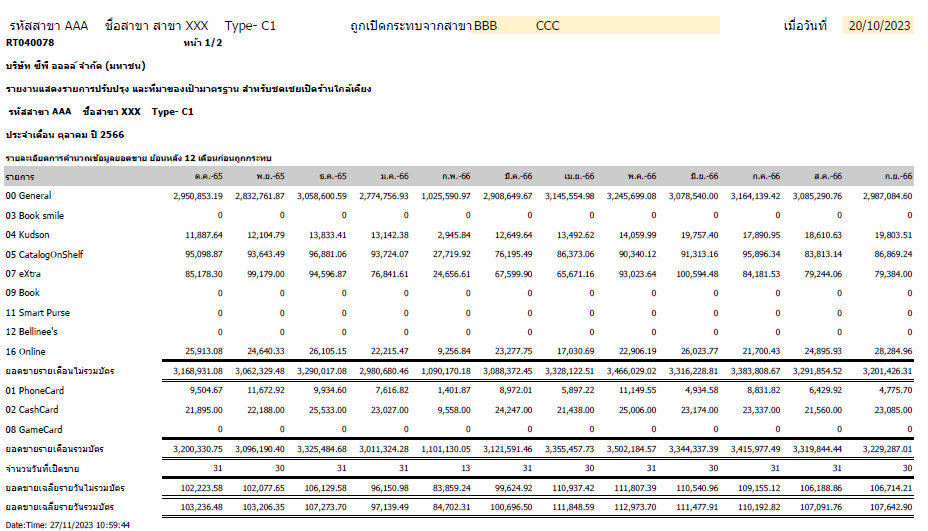 รหัสสาขา AAA ชื่อสาขา สาขา XXX Type- C1 ถูกเปิดกระทบจากสาขา BBB CCC เมื่อวันที่ 20/10/2023
RT040078 หน้า 1/2
บริษัท ซีพี ออลล์ จำกัด (มหาชน)
รายงานแสดงรายการปรับปรุง และที่มาของเป้ามาตรฐาน สำหรับชดเชยเปิดร้านใกล้เคียง
รหัสสาขา AAA ชื่อสาขา XXX Type- C1
ประจำเดือน ตุลาคม ปี 2566
รายละเอียดการคำนวณข้อมูลยอดขาย ย้อนหลัง 12 เดือนก่อนถูกกระทบ
รายการ ต.ค.-65 พ.ย.-65 ธ.ค.-65 ม.ค.-66 ก.พ.-66 มี.ค.-66 เม.ย.-66 พ.ค.-66 มิ.ย.-66 ก.ค.-66 ส.ค.-66 ก.ย.-66
00 General 2,950,853.19 2,832,761.87 3,058,600.59 2,774,756.93 1,025,590.97 2,908,649.67 3,145,554.98 3,245,699.08 3,078,540.00 3,164,139.42 3,085,290.76 2,987,084.60
03 Book smile 0 0 0 0 0 0 0 0 0 0 0 0
04 Kudson 11,887.64 12,104.79 13,833.41 13,142.38 2,945.84 12,649.64 13,492.62 14,059.99 19,757.40 17,890.95 18,610.63 19,803.51
05 CatalogOnShelf 95,098.87 93,643.49 96,881.06 93,724.07 27,719.92 76,195.49 86,373.06 90,340.12 91,313.16 95,896.34 83,813.14 86,869.24
07 eXtra 85,178.30 99,179.00 94,596.87 76,841.61 24,656.61 67,599.90 65,671.16 93,023.64 100,594.48 84,181.53 79,244.06 79,384.00
09 Book 0 0 0 0 0 0 0 0 0 0 0 0
11 Smart Purse 0 0 0 0 0 0 0 0 0 0 0 0
12 Bellinee's 0 0 0 0 0 0 0 0 0 0 0 0
16 Online 25,913.08 24,640.33 26,105.15 22,215.47 9,256.84 23,277.75 17,030.69 22,906.19 26,023.77 21,700.43 24,895.93 28,284.96
ยอดขายรายเดือนไม่รวมบัตร 3,168,931.08 3,062,329.48 3,290,017.08 2,980,680.46 1,090,170.18 3,088,372.45 3,328,122.51 3,466,029.02 3,316,228.81 3,383,808.67 3,291,854.52 3,201,426.31
01 PhoneCard 9,504.67 11,672.92 9,934.60 7,616.82 1,401.87 8,972.01 5,897.22 11,149.55 4,934.58 8,831.82 6,429.92 4,775.70
02 CashCard 21,895.00 22,188.00 25,533.00 23,027.00 9,558.00 24,247.00 21,438.00 25,006.00 23,174.00 23,337.00 21,560.00 23,085.00
08 GameCard 0 0 0 0 0 0 0 0 0 0 0 0
ยอดขายรายเดือนรวมบัตร 3,200,330.75 3,096,190.40 3,325,484.68 3,011,324.28 1,101,130.05 3,121,591.46 3,355,457.73 3,502,184.57 3,344,337.39 3,415,977.49 3,319,844.44 3,229,287.01
จำนวนวันที่เปิดขาย 31 30 31 31 13 31 30 31 30 31 31 30
ยอดขายเฉลี่ยรายวันไม่รวมบัตร 102,223.58 102,077.65 106,129.58 96,150.98 83,859.24 99,624.92 110,937.42 111,807.39 110,540.96 109,155.12 106,188.86 106,714.21
ยอดขายเฉลี่ยรายวันรวมบัตร 103,236.48 103,206.35 107,273.70 97,139.49 84,702.31 100,696.50 111,848.59 112,973.70 111,477.91 110,192.82 107,091.76 107,642.90
Date:Time: 27/11/2023 10:59:44